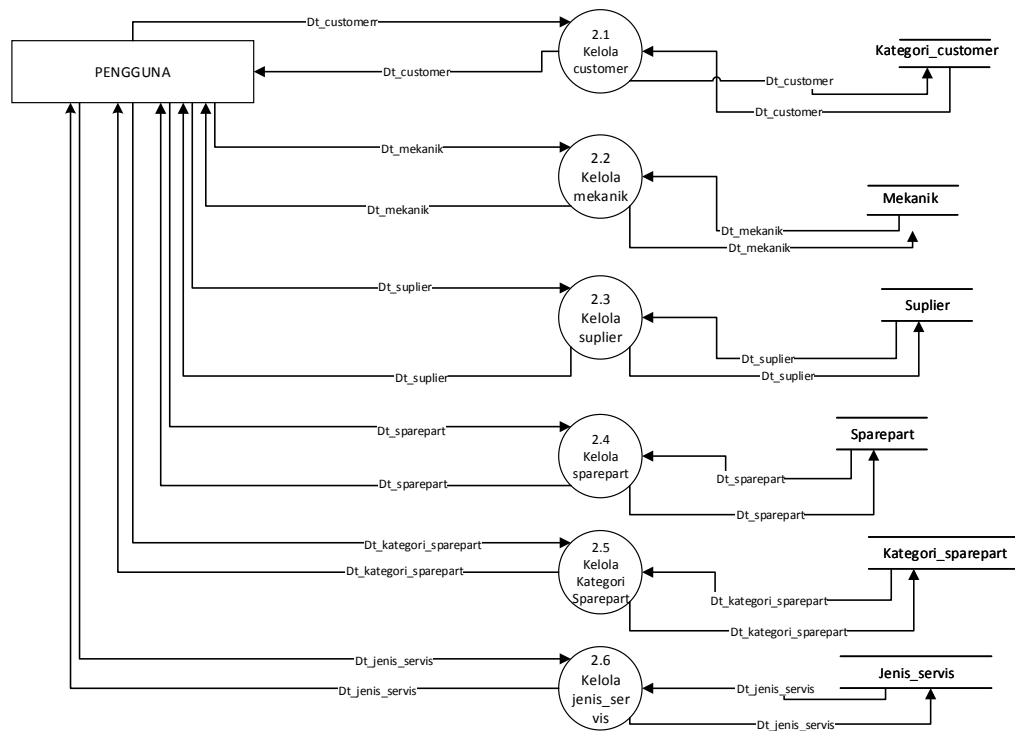 Dt_customerr
PENGGUNA
Dt_customer
2.1
Kelola
customer
Kategori_customer
Dt_customer
Dt_customer
Dt_mekanik
Dt_mekanik
2.2
Kelola
mekanik
Mekanik
Dt_mekanik
Dt_mekanik
Dt_suplier
Dt_suplier
2.3
Kelola
suplier
Suplier
Dt_suplier
Dt_suplier
Dt_sparepart
Dt_sparepart
2.4
Kelola
sparepart
Sparepart
Dt_sparepart
Dt_sparepart
Dt_kategori_sparepart
Dt_kategori_sparepart
2.5
Kelola
Kategori
Sparepart
Kategori_sparepart
Dt_kategori_sparepart
Dt_kategori_sparepart
Dt_jenis_servis
Dt_jenis_servis
2.6
Kelola
jenis_ser
vis
Jenis_servis
Dt_jenis_servis
Dt_jenis_servis